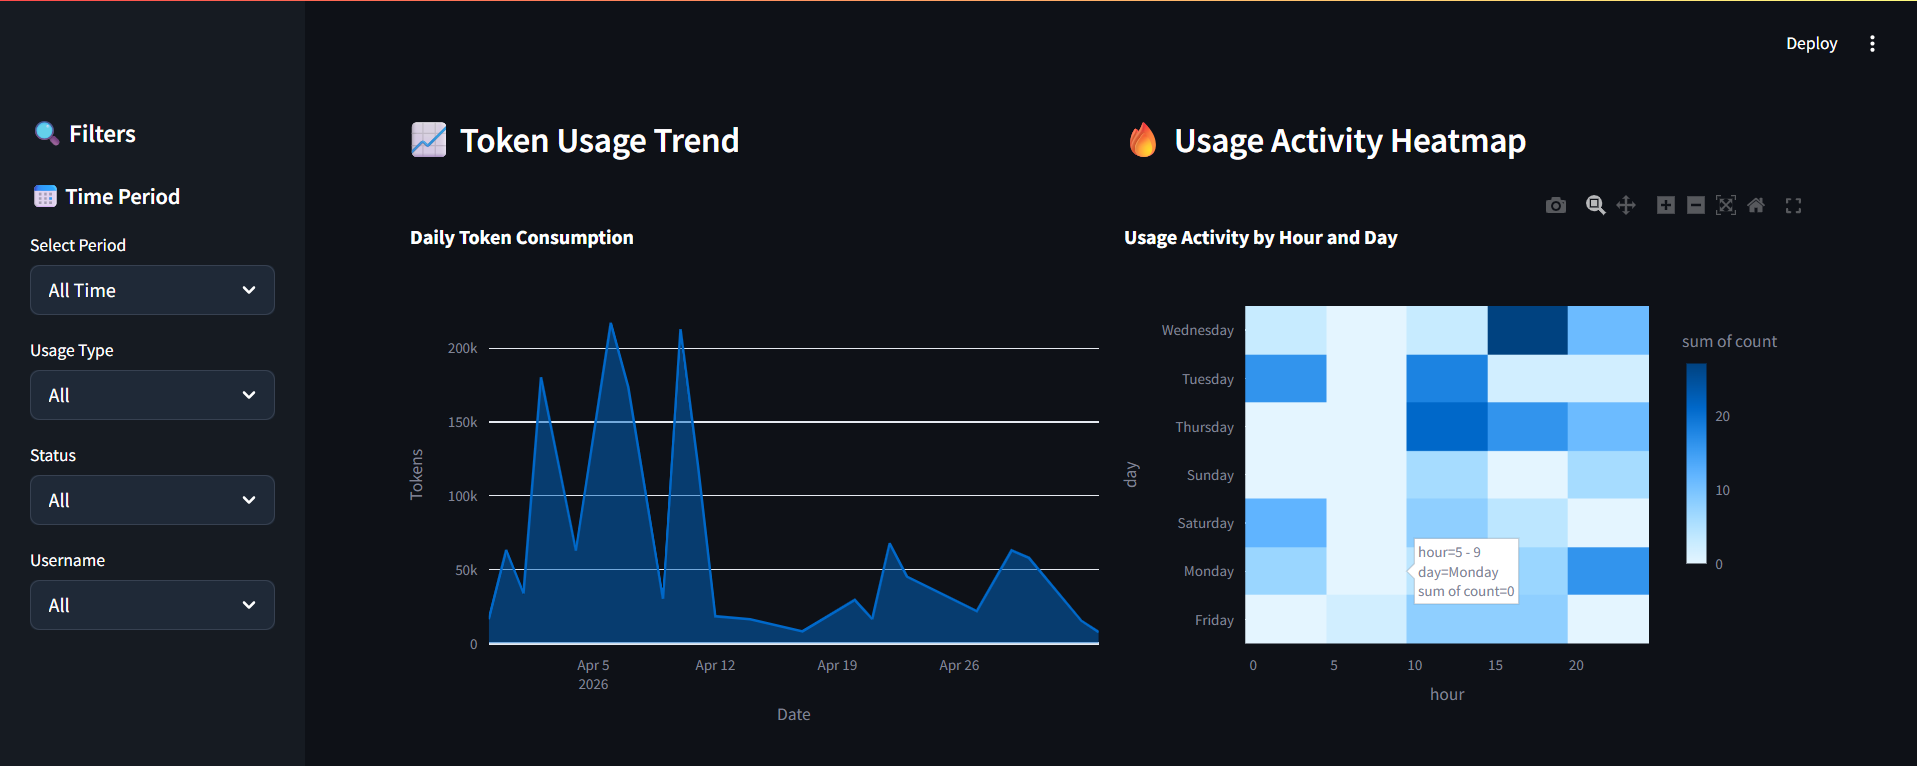 Deploy
Filters
Time Period
Select Period
All Time
Usage Type
All
Status
All
Username
All
Token Usage Trend
Daily Token Consumption
Tokens
200k
150k
100k
50k
0
Apr 5
2026
Apr 12
Apr 19
Apr 26
Date
Usage Activity Heatmap
Usage Activity by Hour and Day
day
Wednesday
Tuesday
Thursday
Sunday
Saturday
Monday
Friday
hour=5 - 9
day=Monday
sum of count=0
0
5
10
15
20
hour
sum of count
20
10
0